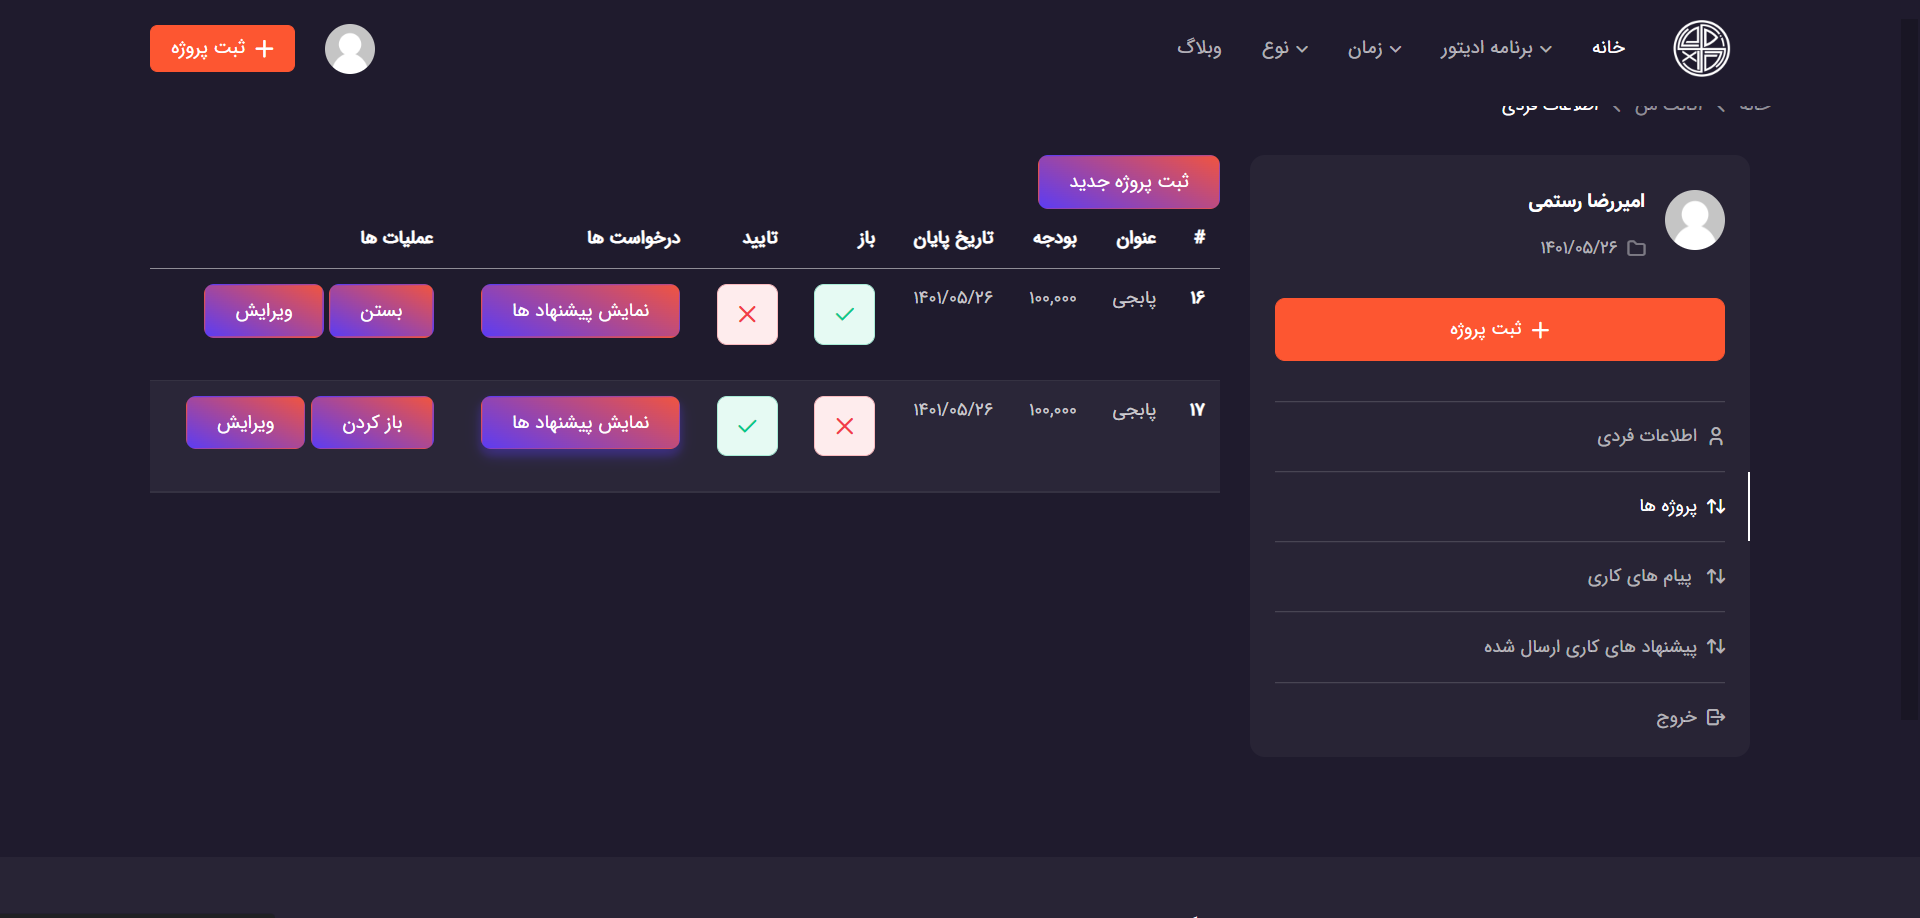 خانه
برنامه ادیتور
زمان
نوع
وبلاگ
ثبت پروژه
اطلاعات فردی
امیررضا رستمی
۱۴۰۱/۰۵/۲۶
ثبت پروژه
اطلاعات فردی
پروژه ها
پیام های کاری
پیشنهاد های کاری ارسال شده
خروج
ثبت پروژه جدید
# عنوان بودجه تاریخ پایان باز تایید درخواست ها عملیات ها
۱۶ پابجی ۱۰۰,۰۰۰ ۱۴۰۱/۰۵/۲۶ نمایش پیشنهاد ها بستن ویرایش
۱۷ پابجی ۱۰۰,۰۰۰ ۱۴۰۱/۰۵/۲۶ نمایش پیشنهاد ها باز کردن ویرایش